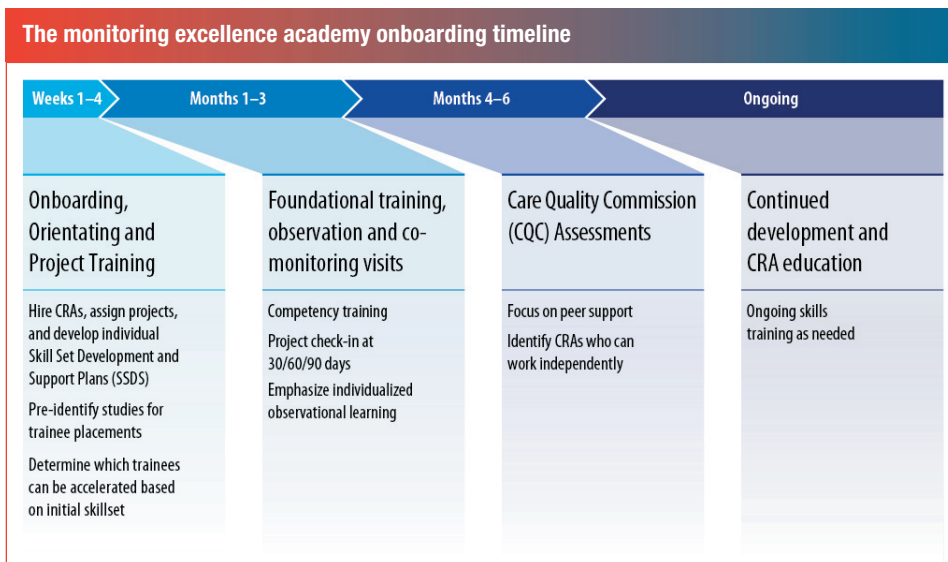 The monitoring excellence academy onboarding timeline
Weeks 1–4
Months 1–3
Months 4–6
Ongoing
Onboarding,
Orientating and
Project Training
Hire CRAs, assign projects,
and develop individual
Skill Set Development and
Support Plans (SSDS)
Pre-identify studies for
trainee placements
Determine which trainees
can be accelerated based
on initial skillset
Foundational training,
observation and co-
monitoring visits
Competency training
Project check-in at
30/60/90 days
Emphasize individualized
observational learning
Care Quality Commission
(CQC) Assessments
Focus on peer support
Identify CRAs who can
work independently
Continued
development and
CRA education
Ongoing skills
training as needed